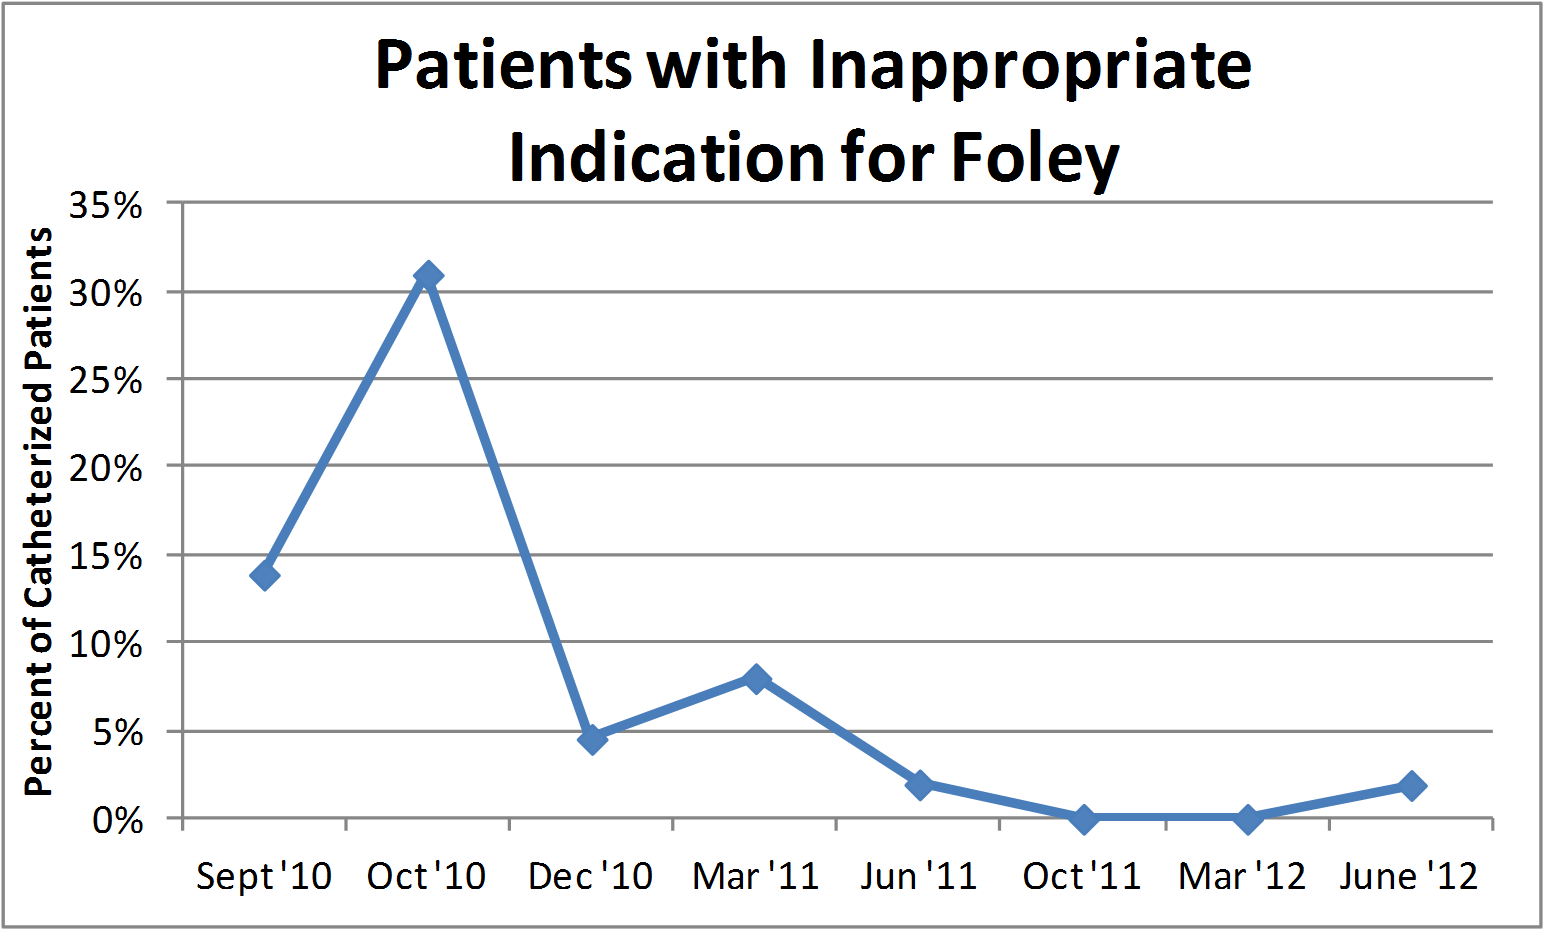 Patients with Inappropriate
Indication for Foley
Percent of Catheterized Patients
35%
30%
25%
20%
15%
10%
5%
0%
Sept '10 Oct '10 Dec '10 Mar '11 Jun '11 Oct '11 Mar '12 June '12